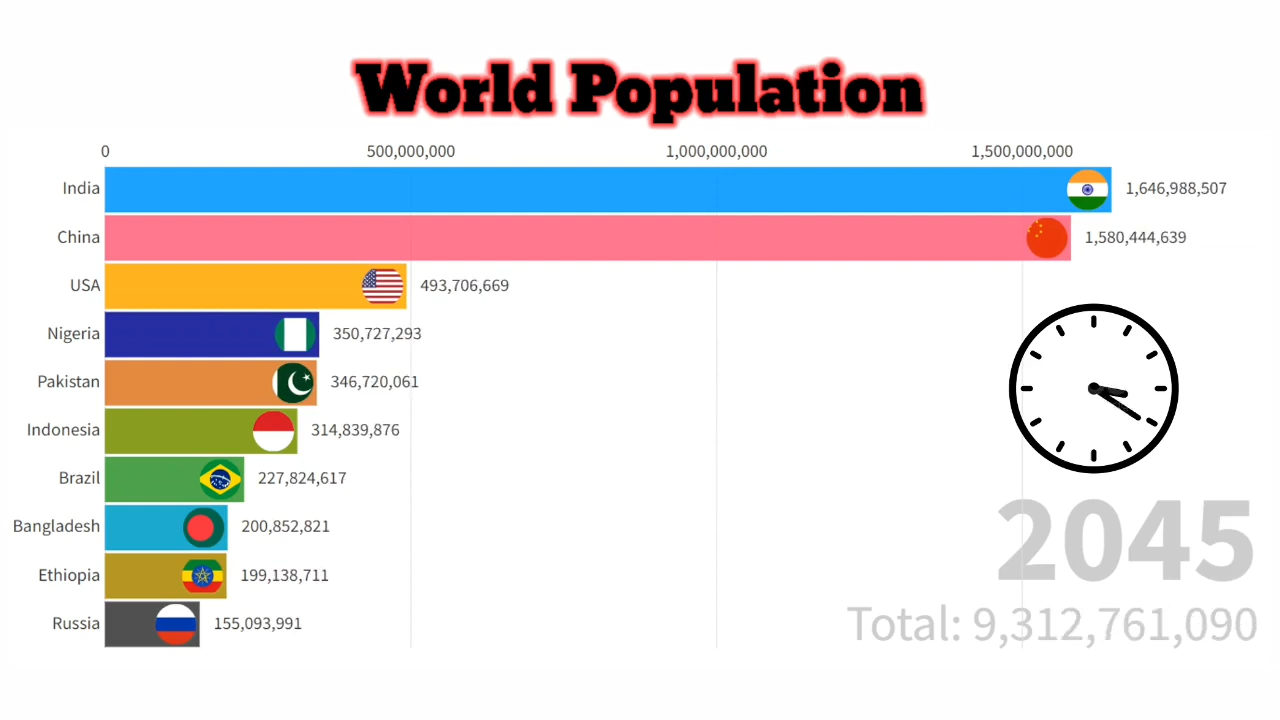 World Population
0 500,000,000 1,000,000,000 1,500,000,000
India 1,646,988,507
China 1,580,444,639
USA 493,706,669
Nigeria 350,727,293
Pakistan 346,720,061
Indonesia 314,839,876
Brazil 227,824,617
Bangladesh 200,852,821
Ethiopia 199,138,711
Russia 155,093,991
2045
Total: 9,312,761,090